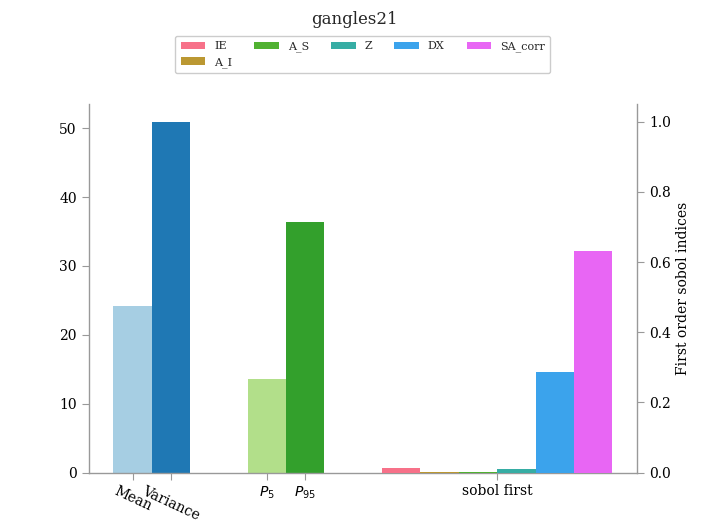 gangles21
IE A_S Z DX SA_corr
A_I
50
40
30
20
10
0
1.0
0.8
0.6
0.4
0.2
0.0
First order sobol indices
Mean Variance P5 P95 sobol first